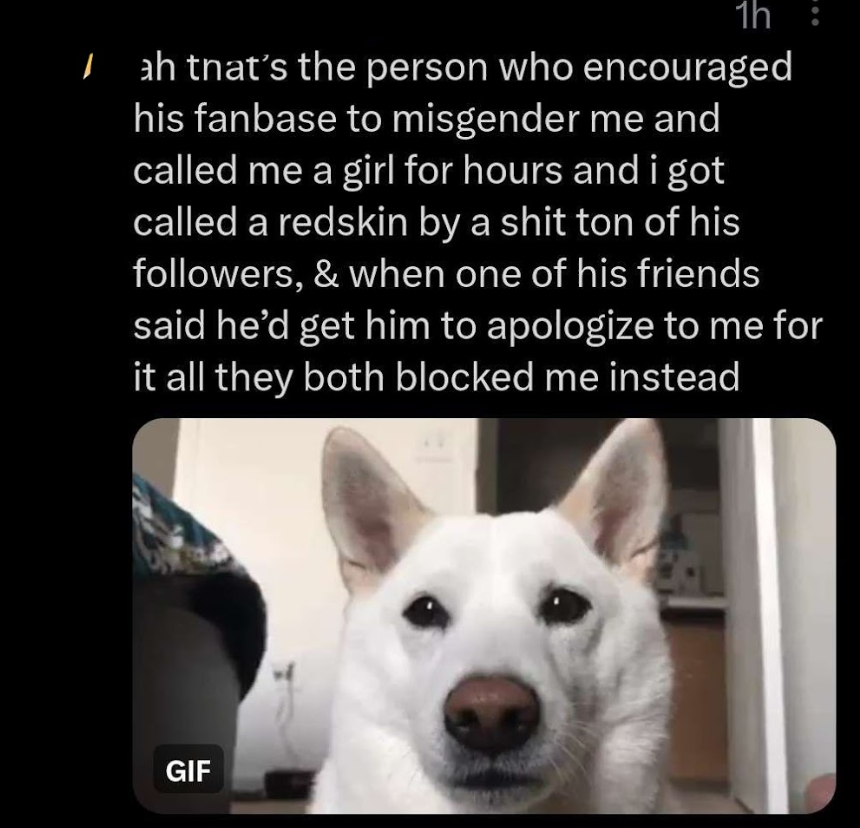 1h
ah that's the person who encouraged
his fanbase to misgender me and
called me a girl for hours and i got
called a redskin by a shit ton of his
followers, & when one of his friends
said he'd get him to apologize to me for
it all they both blocked me instead
GIF